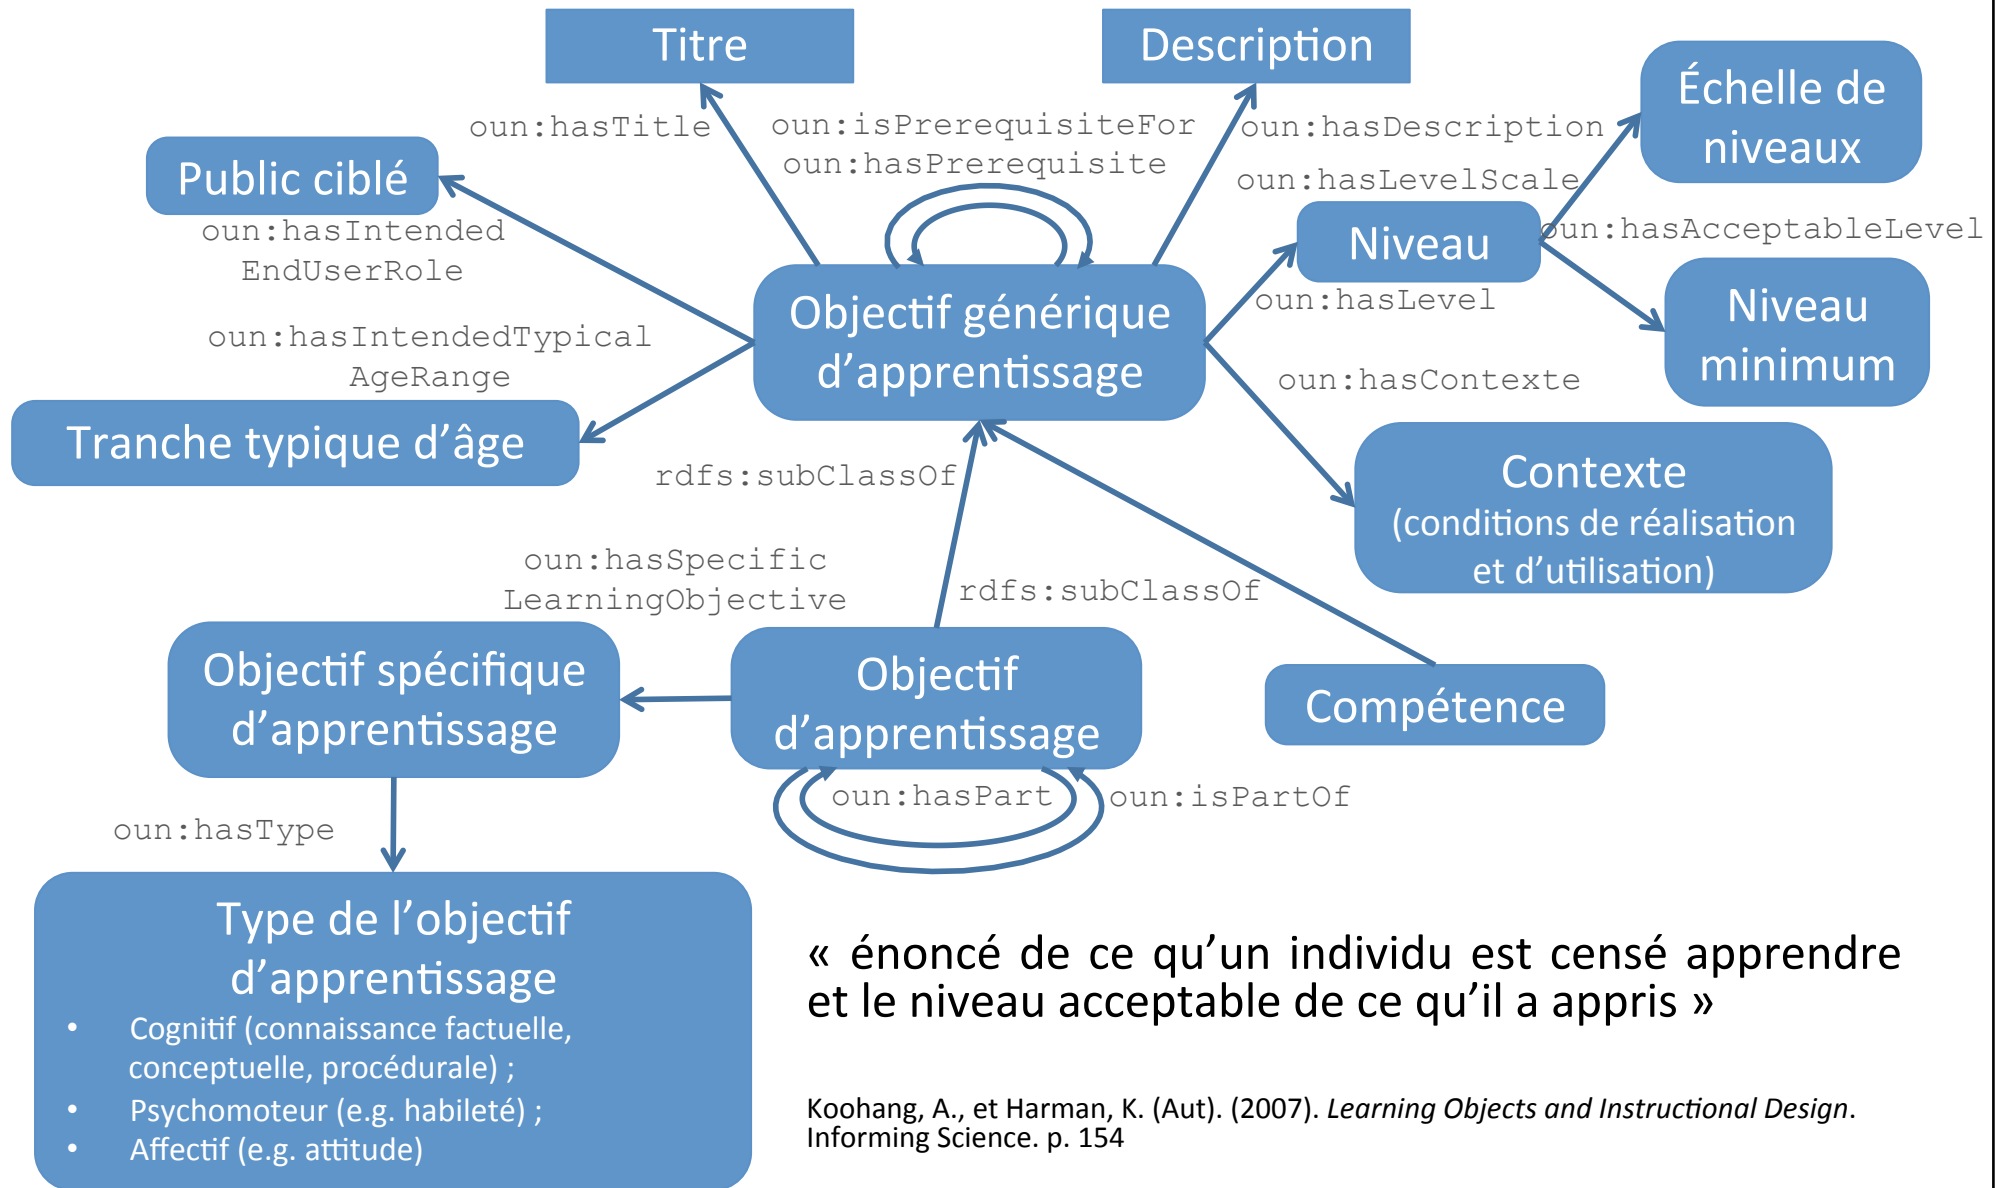 Titre
Description
Échelle de
niveaux
oun:hasTitle
oun:isPrerequisiteFor
oun:hasPrerequisite
oun:hasDescription
oun:hasLevelScale
Public ciblé
oun:hasIntended
EndUserRole
Niveau
oun:hasAcceptableLevel
oun:hasLevel
Objectif générique
d’apprentissage
Niveau
minimum
oun:hasIntendedTypical
AgeRange
oun:hasContexte
Tranche typique d’âge
rdfs:subClassOf
Contexte
(conditions de réalisation
et d’utilisation)
oun:hasSpecific
LearningObjective
rdfs:subClassOf
Objectif spécifique
d’apprentissage
Objectif
d’apprentissage
Compétence
oun:hasPart
oun:isPartOf
oun:hasType
Type de l’objectif
d’apprentissage
• Cognitif (connaissance factuelle,
conceptuelle, procédurale) ;
• Psychomoteur (e.g. habileté) ;
• Affectif (e.g. attitude)
« énoncé de ce qu’un individu est censé apprendre
et le niveau acceptable de ce qu’il a appris »
Koohang, A., et Harman, K. (Aut). (2007). Learning Objects and Instructional Design.
Informing Science. p. 154